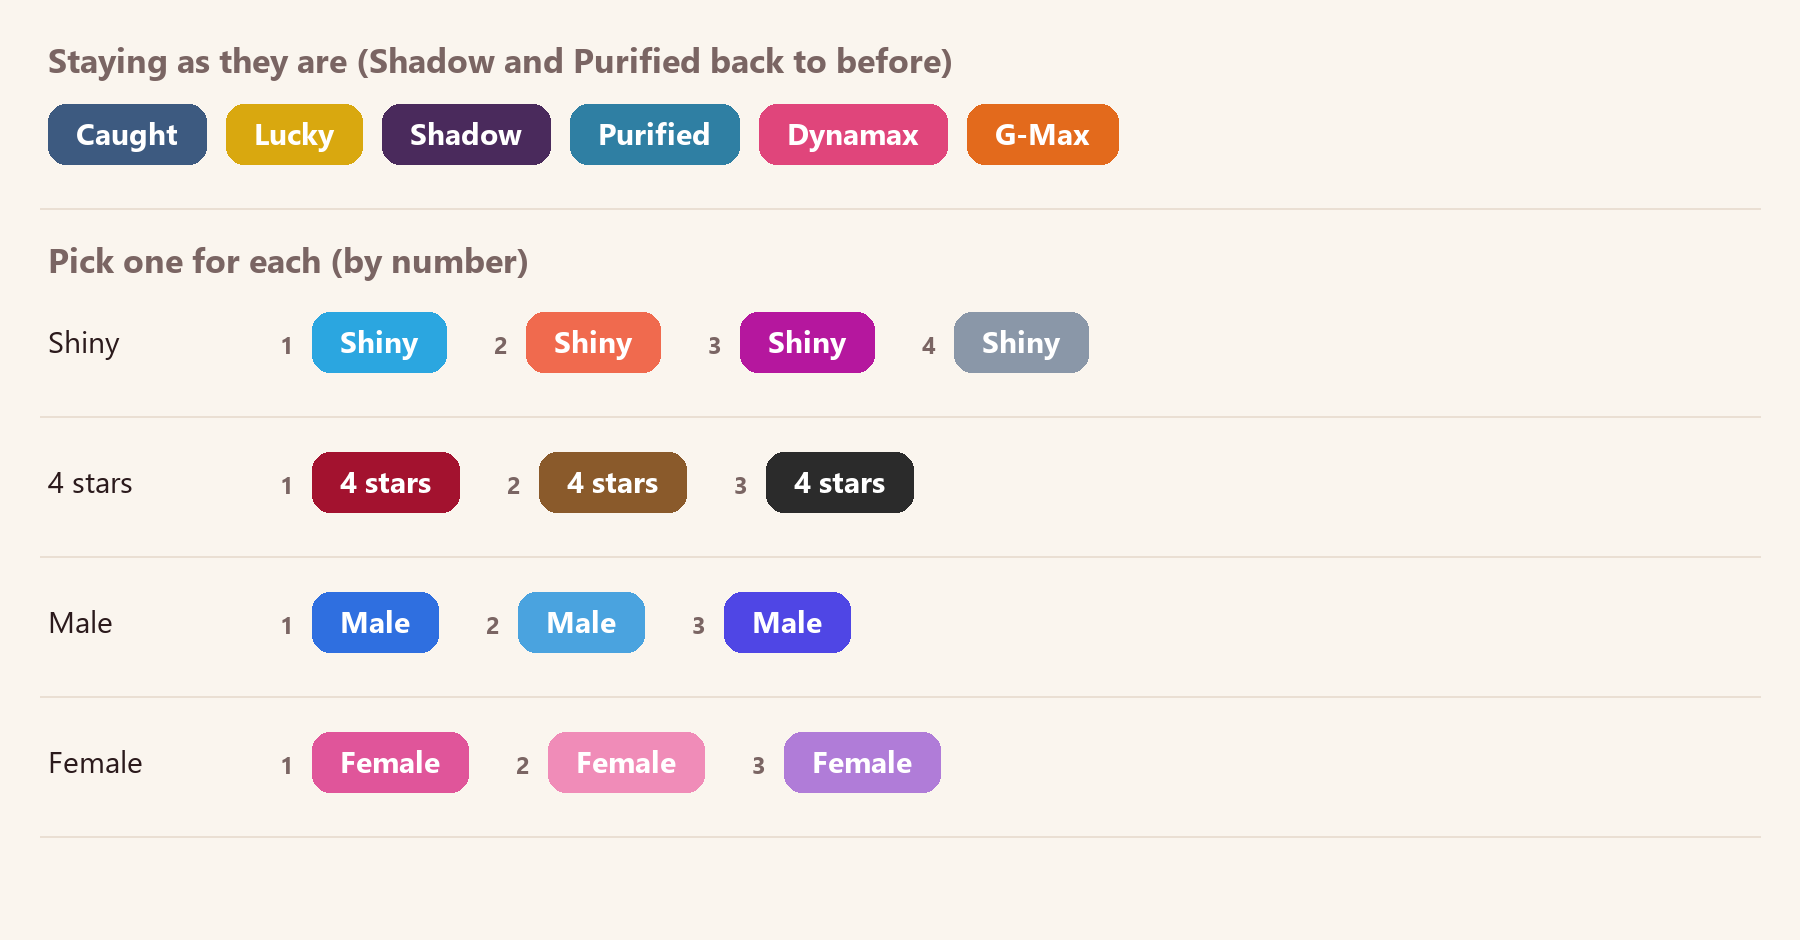 Staying as they are (Shadow and Purified back to before)
Caught Lucky Shadow Purified Dynamax G-Max
Pick one for each (by number)
Shiny 1 Shiny 2 Shiny 3 Shiny 4 Shiny
4 stars 1 4 stars 2 4 stars 3 4 stars
Male 1 Male 2 Male 3 Male
Female 1 Female 2 Female 3 Female